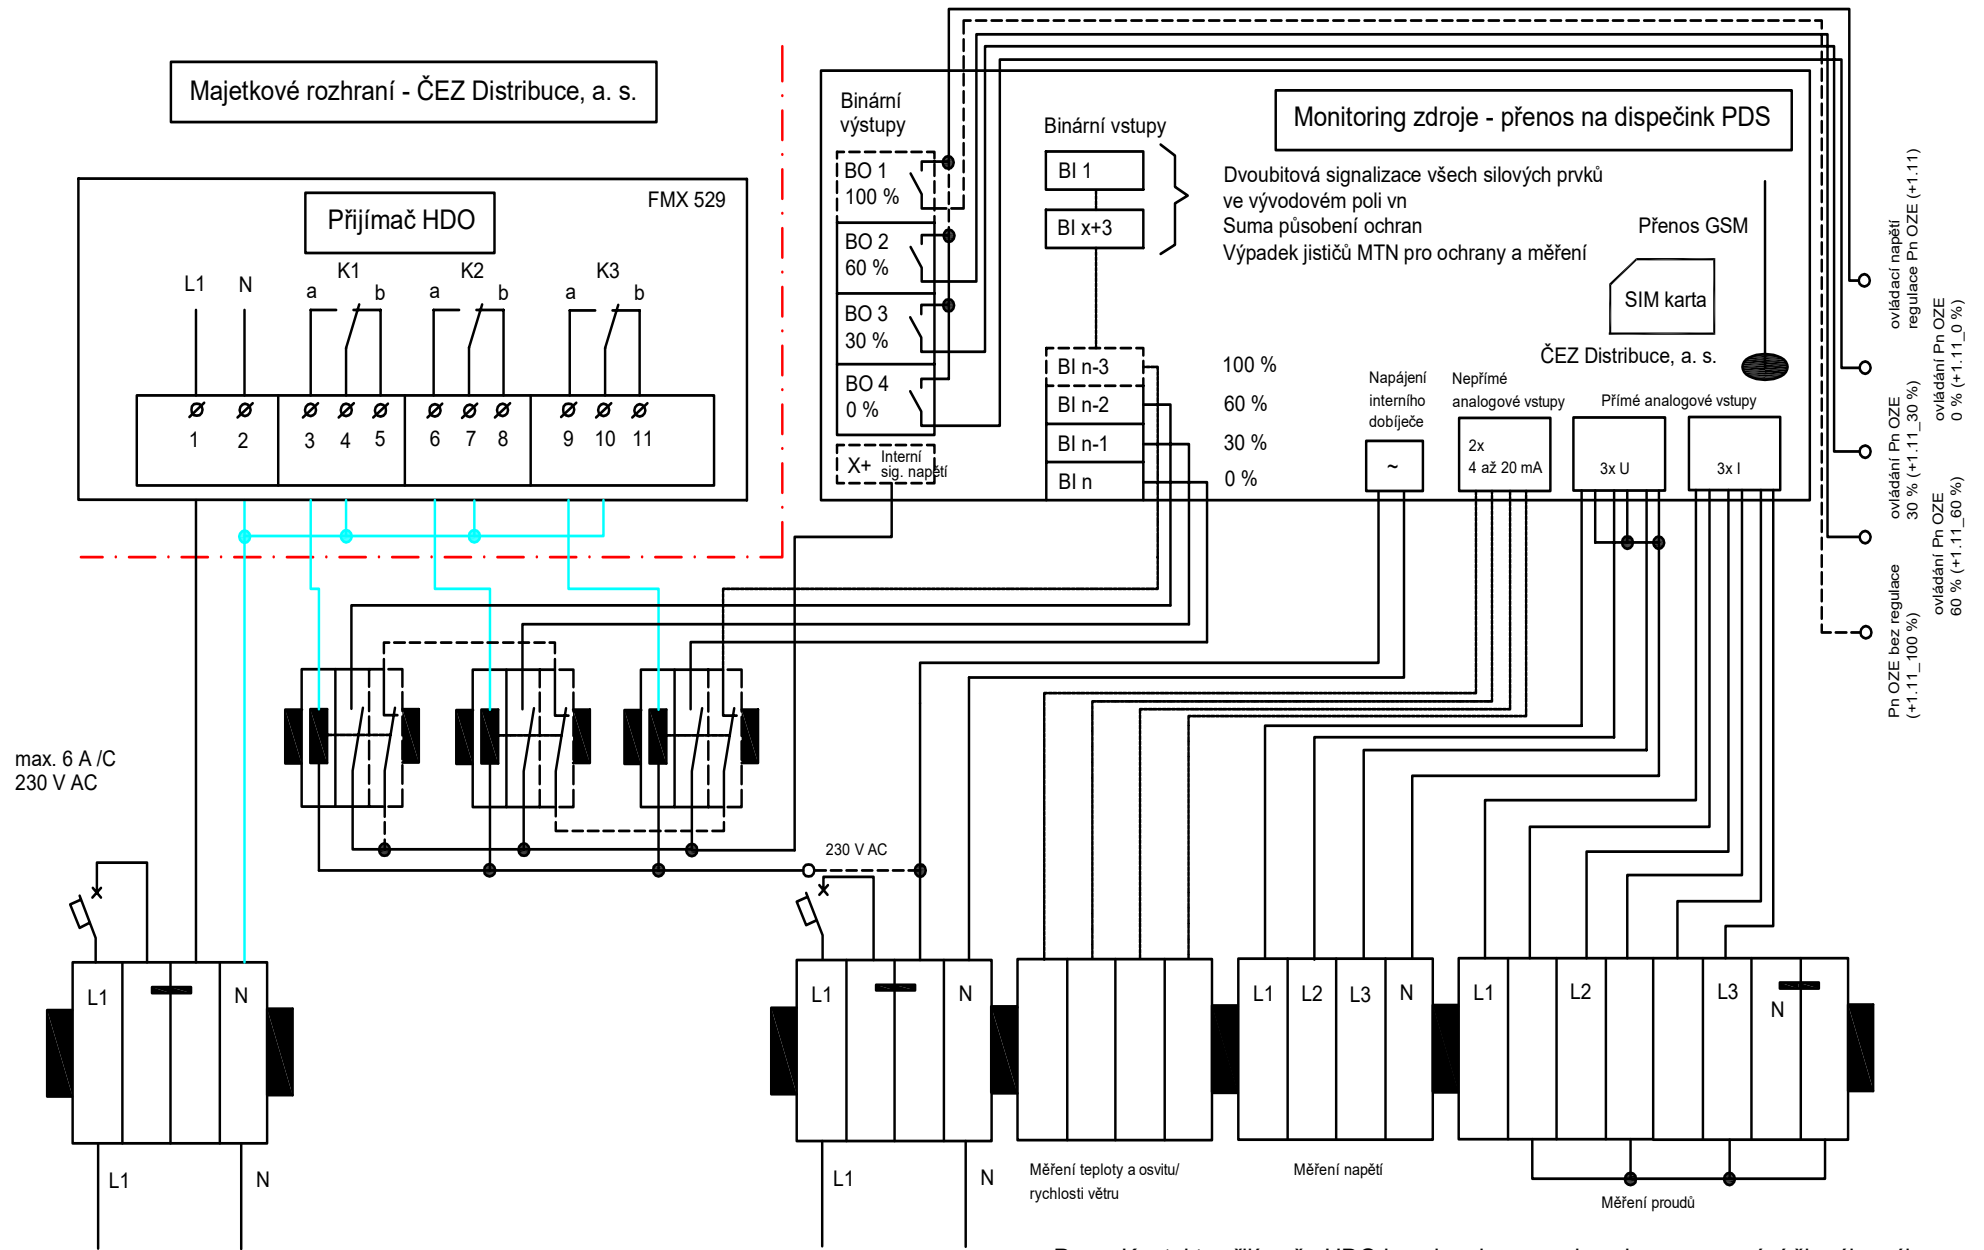 Majetkové rozhraní - ČEZ Distribuce, a. s.
FMX 529
Přijímač HDO
L1
N
K1
a
b
K2
a
b
K3
a
b
1
2
3
4
5
6
7
8
9
10
11
Binární
výstupy
BO 1
100 %
BO 2
60 %
BO 3
30 %
BO 4
0 %
X+
Interní
sig. napětí
Binární vstupy
BI 1
BI x+3
BI n-3
BI n-2
BI n-1
BI n
100 %
60 %
30 %
0 %
Monitoring zdroje - přenos na dispečink PDS
Dvoubitová signalizace všech silových prvků
ve vývodovém poli vn
Suma působení ochran
Výpadek jističů MTN pro ochrany a měření
Přenos GSM
SIM karta
ČEZ Distribuce, a. s.
Napájení
interního
dobíječe
~
Nepřímé
analogové vstupy
2x
4 až 20 mA
Přímé analogové vstupy
3x U
3x I
ovládací napětí
regulace Pn OZE (+1.11)
ovládání Pn OZE
0 % (+1.11_0 %)
ovládání Pn OZE
30 % (+1.11_30 %)
ovládání Pn OZE
60 % (+1.11_60 %)
Pn OZE bez regulace
(+1.11_100 %)
max. 6 A /C
230 V AC
230 V AC
L1
N
L1
N
L1
N
L1
N
Měření teploty a osvitu/
rychlosti větru
L1
L2
L3
N
Měření napětí
L1
L2
L3
N
Měření proudů